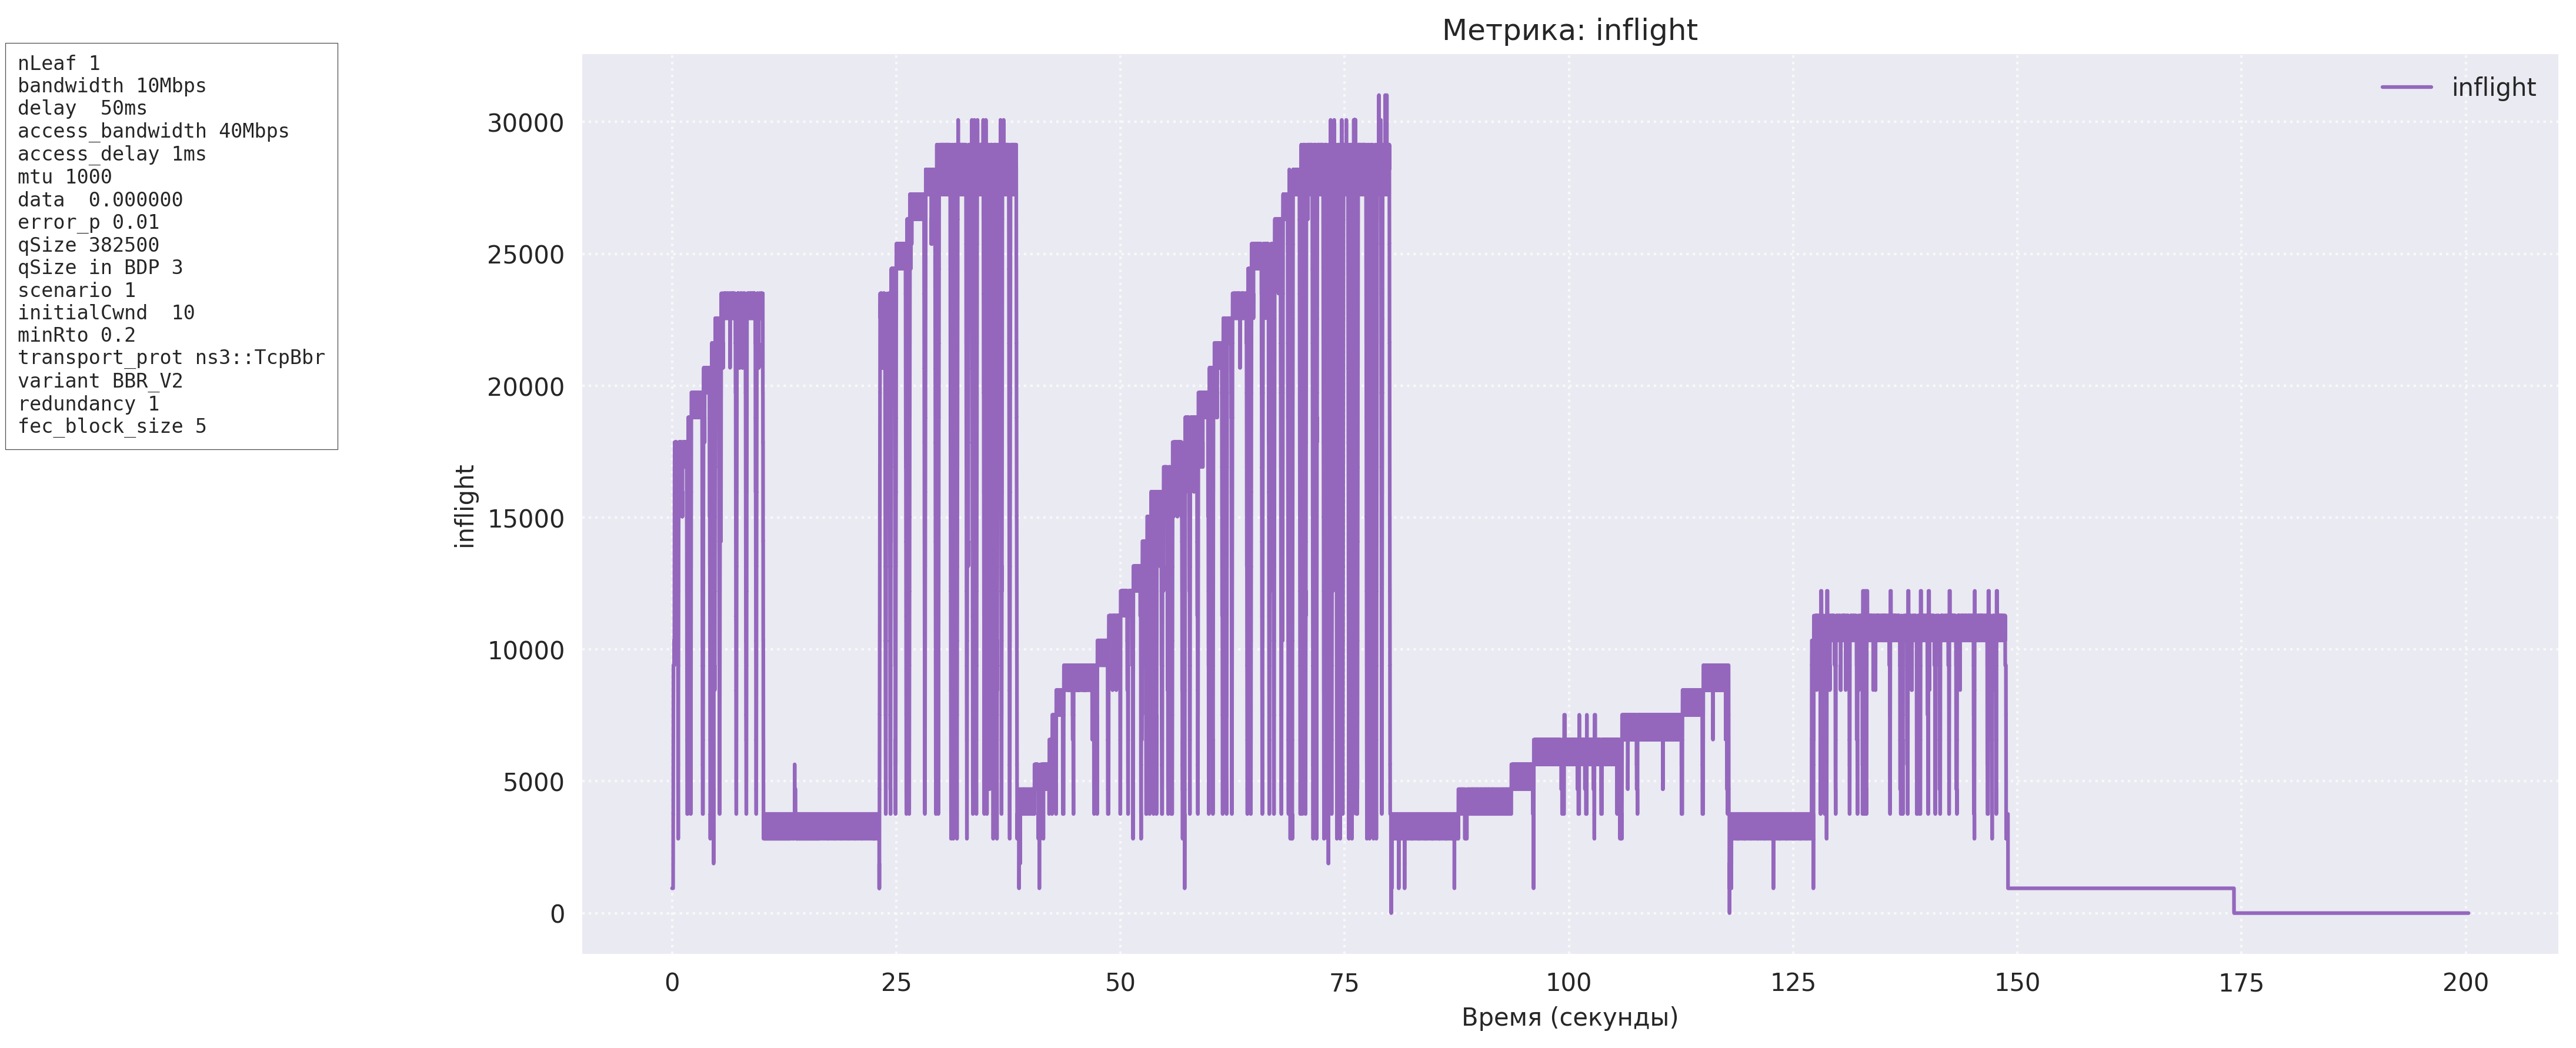 Метрика: inflight
nLeaf 1
bandwidth 10Mbps
delay  50ms
access_bandwidth 40Mbps
access_delay 1ms
mtu 1000
data  0.000000
error_p 0.01
qSize 382500
qSize in BDP 3
scenario 1
initialCwnd  10
minRto 0.2
transport_prot ns3::TcpBbr
variant BBR_V2
redundancy 1
fec_block_size 5
inflight
inflight
30000
25000
20000
15000
10000
5000
0
0 25 50 75 100 125 150 175 200
Время (секунды)